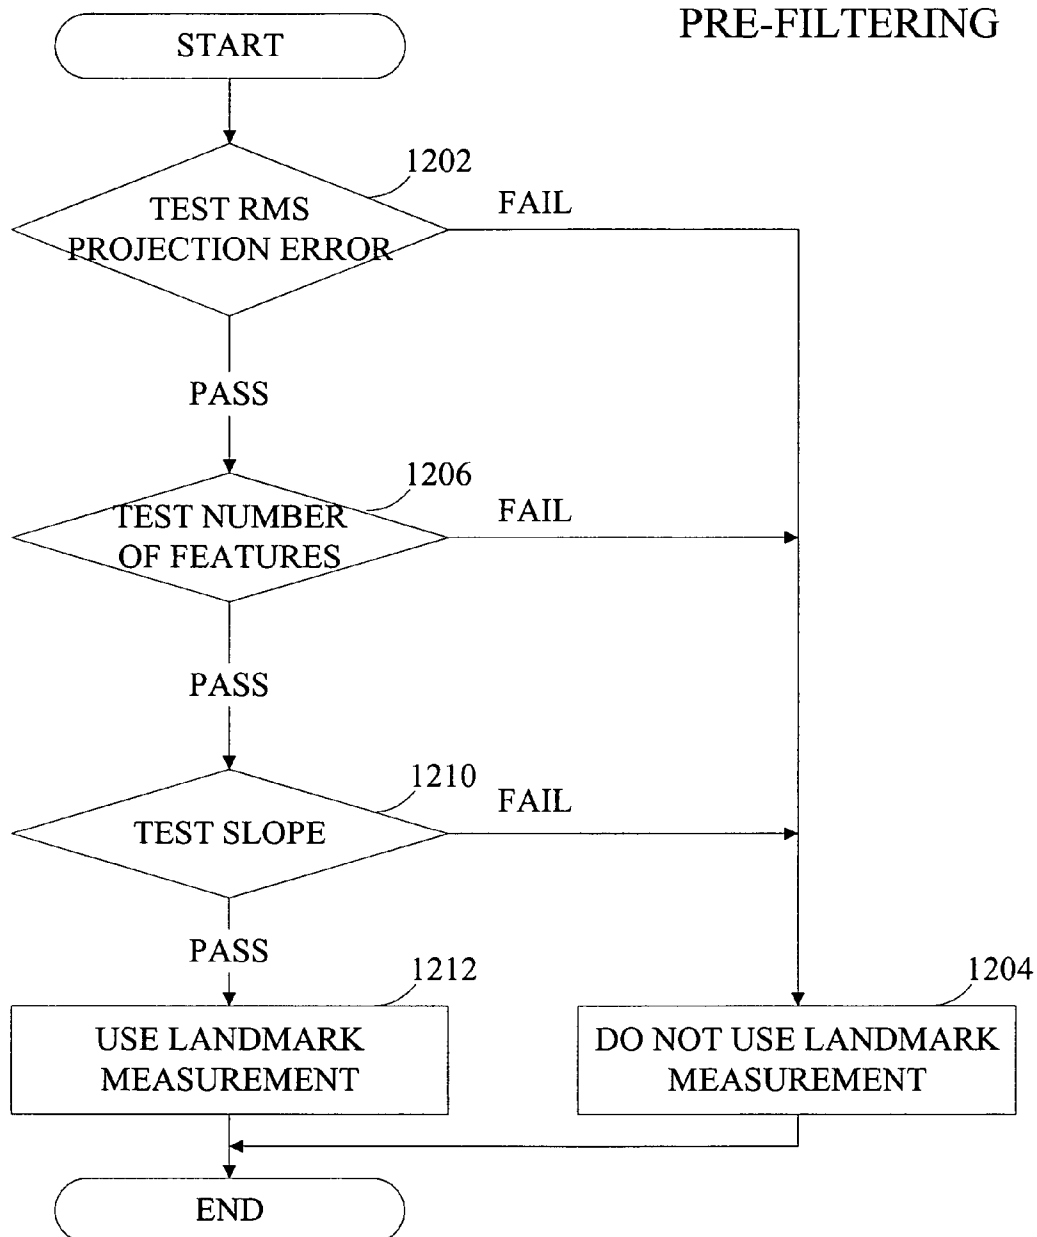 PRE-FILTERING
START
1202
TEST RMS
PROJECTION ERROR
FAIL
PASS
1206
TEST NUMBER
OF FEATURES
FAIL
PASS
1210
TEST SLOPE
FAIL
PASS
1212
USE LANDMARK
MEASUREMENT
1204
DO NOT USE LANDMARK
MEASUREMENT
END